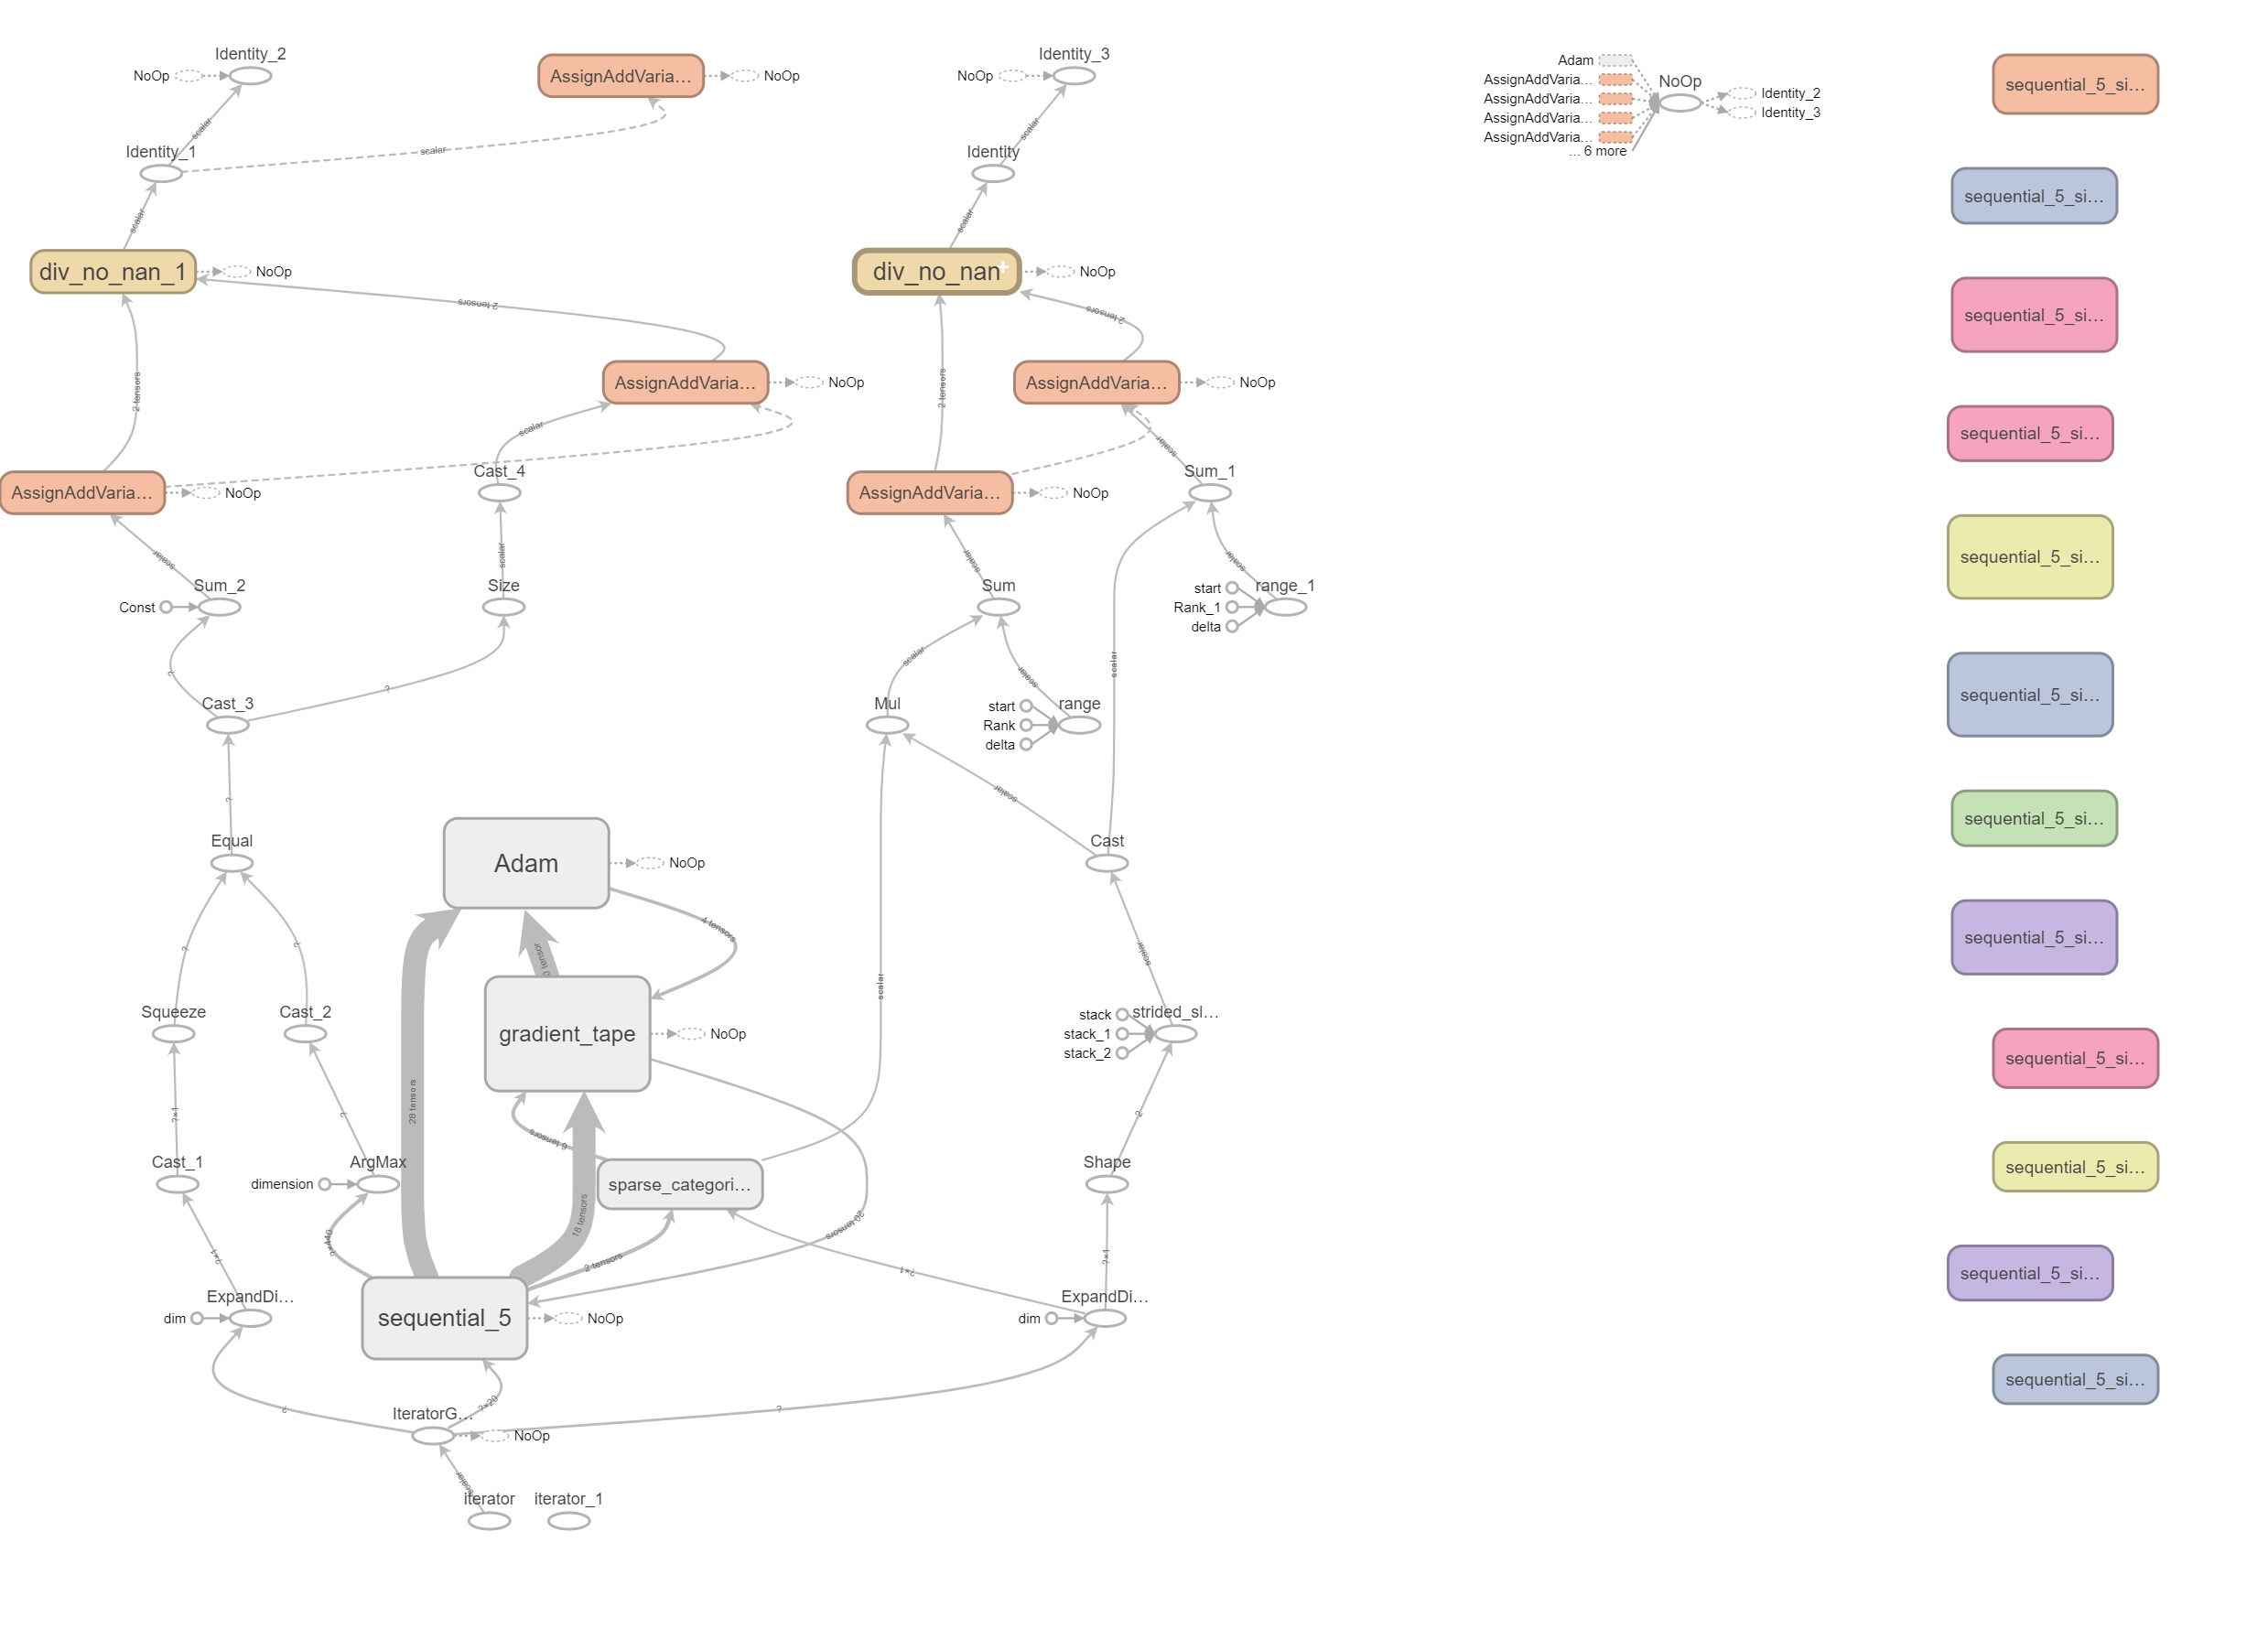 Identity_2
NoOp
AssignAddVaria…
NoOp
Identity_3
NoOp
Adam
AssignAddVaria…
AssignAddVaria…
AssignAddVaria…
AssignAddVaria…
... 6 more
NoOp
Identity_2
Identity_3
sequential_5_si…
scalar
scalar
Identity_1
scalar
Identity
sequential_5_si…
scalar
scalar
div_no_nan_1
NoOp
div_no_nan
+
NoOp
2 tensors
2 tensors
sequential_5_si…
2 tensors
2 tensors
AssignAddVaria…
NoOp
AssignAddVaria…
NoOp
scalar
scalar
sequential_5_si…
Cast_4
Sum_1
AssignAddVaria…
NoOp
AssignAddVaria…
NoOp
scalar
scalar
scalar
scalar
sequential_5_si…
Sum_2
Const
Size
Sum
start
Rank_1
delta
range_1
?
?
scalar
scalar
scalar
sequential_5_si…
Cast_3
Mul
start
Rank
delta
range
?
scalar
sequential_5_si…
Equal
Adam
NoOp
Cast
4 tensors
?
?
0 tensor
scalar
scalar
sequential_5_si…
Squeeze
Cast_2
gradient_tape
NoOp
stack
stack_1
stack_2
strided_sl…
sequential_5_si…
28 tensors
?×1
?
6 tensors
?
Cast_1
dimension
ArgMax
sparse_categori…
Shape
sequential_5_si…
18 tensors
20 tensors
?×1
?×440
2 tensors
?×1
?×1
sequential_5_si…
ExpandDi…
dim
sequential_5
NoOp
ExpandDi…
dim
sequential_5_si…
?
?×20
?
IteratorG…
NoOp
scalar
iterator
iterator_1